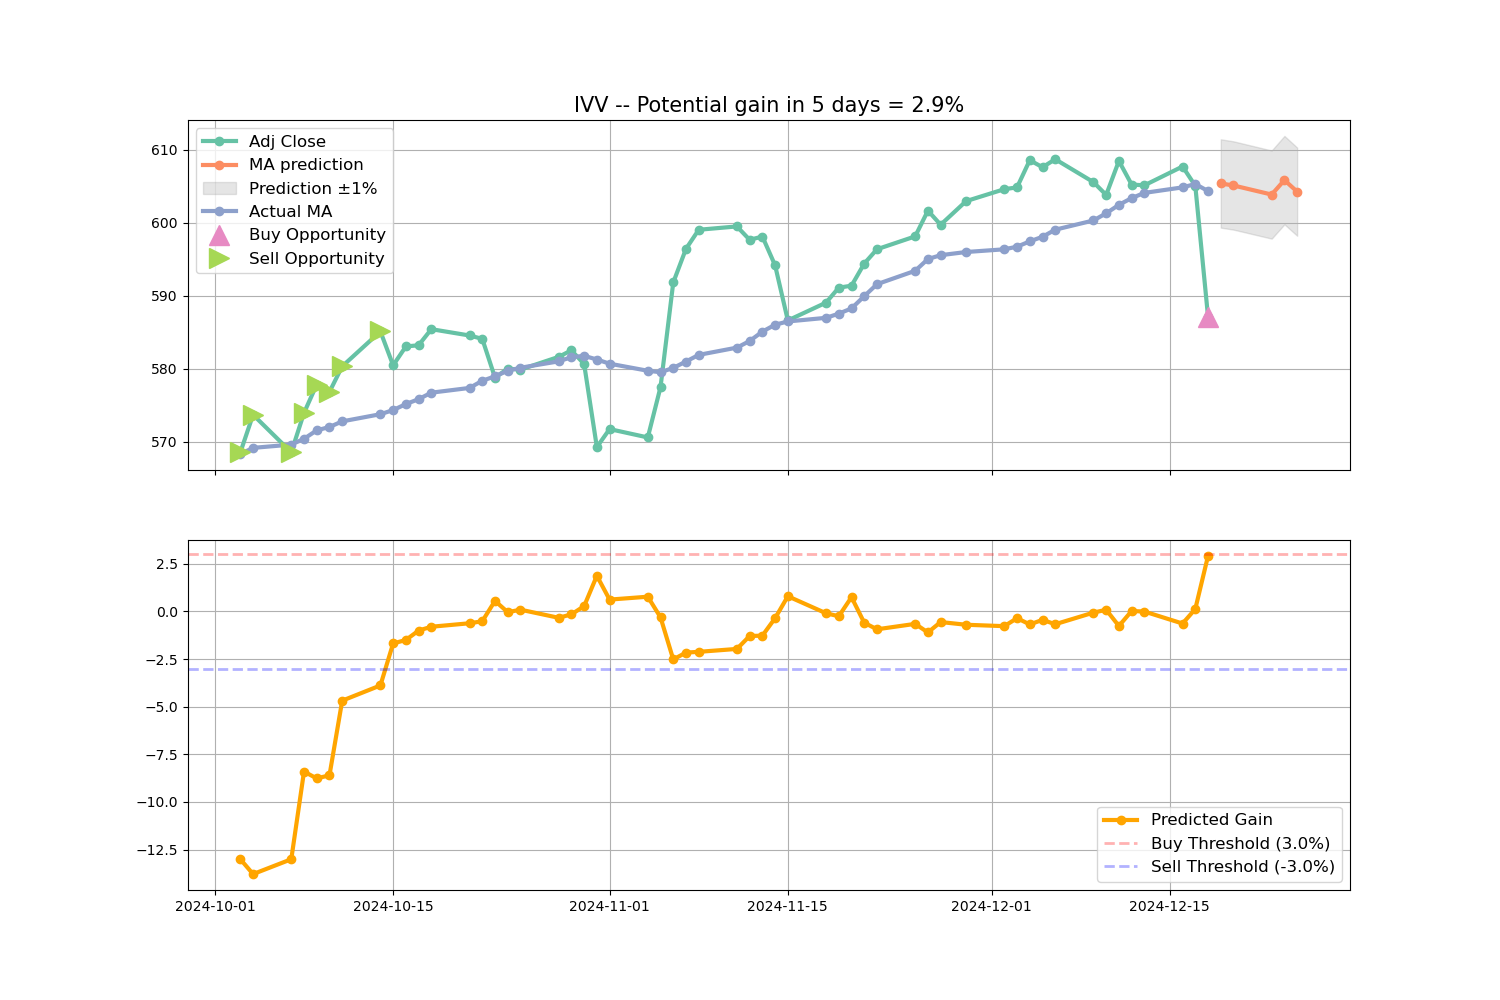 IVV -- Potential gain in 5 days = 2.9%
610
600
590
580
570
Adj Close
MA prediction
Prediction ±1%
Actual MA
Buy Opportunity
Sell Opportunity
2.5
0.0
−2.5
−5.0
−7.5
−10.0
−12.5
Predicted Gain
Buy Threshold (3.0%)
Sell Threshold (-3.0%)
2024-10-01
2024-10-15
2024-11-01
2024-11-15
2024-12-01
2024-12-15